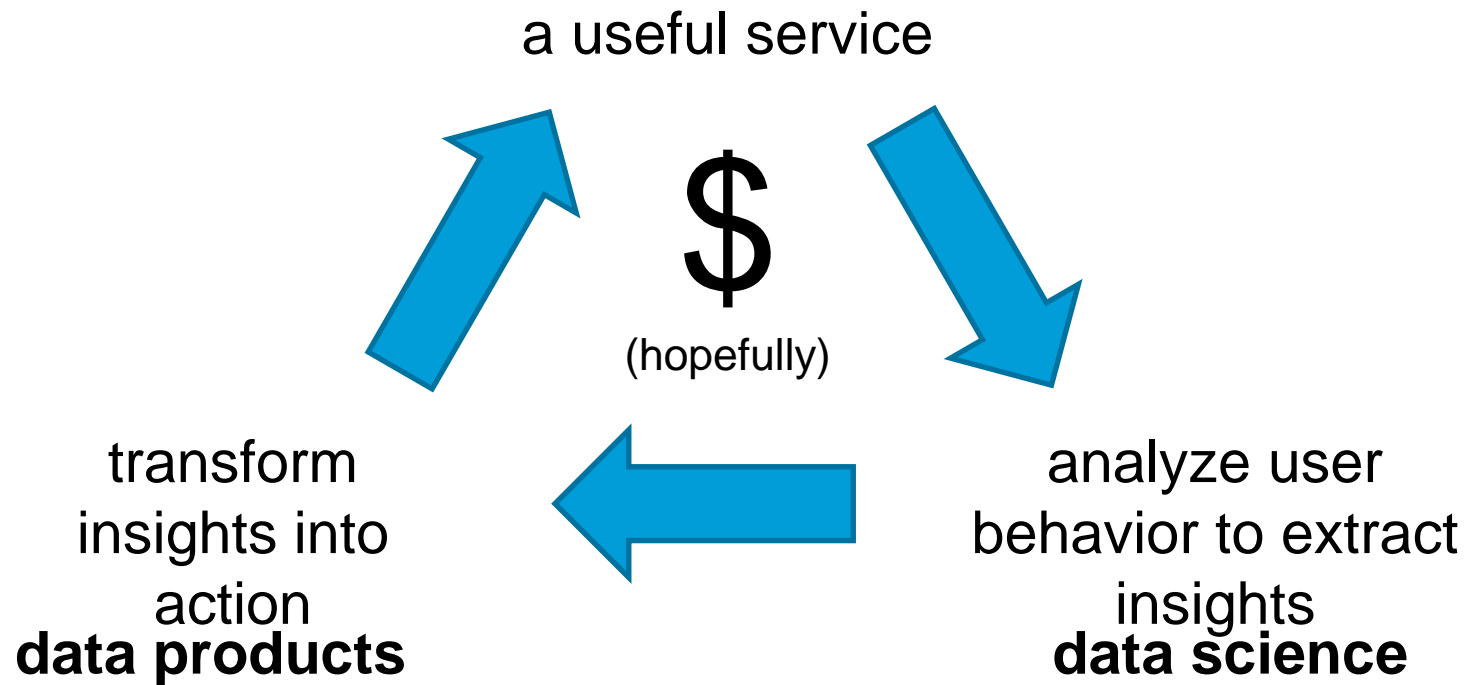 a useful service
$
(hopefully)
transform
insights into
action
data products
analyze user
behavior to extract
insights
data science